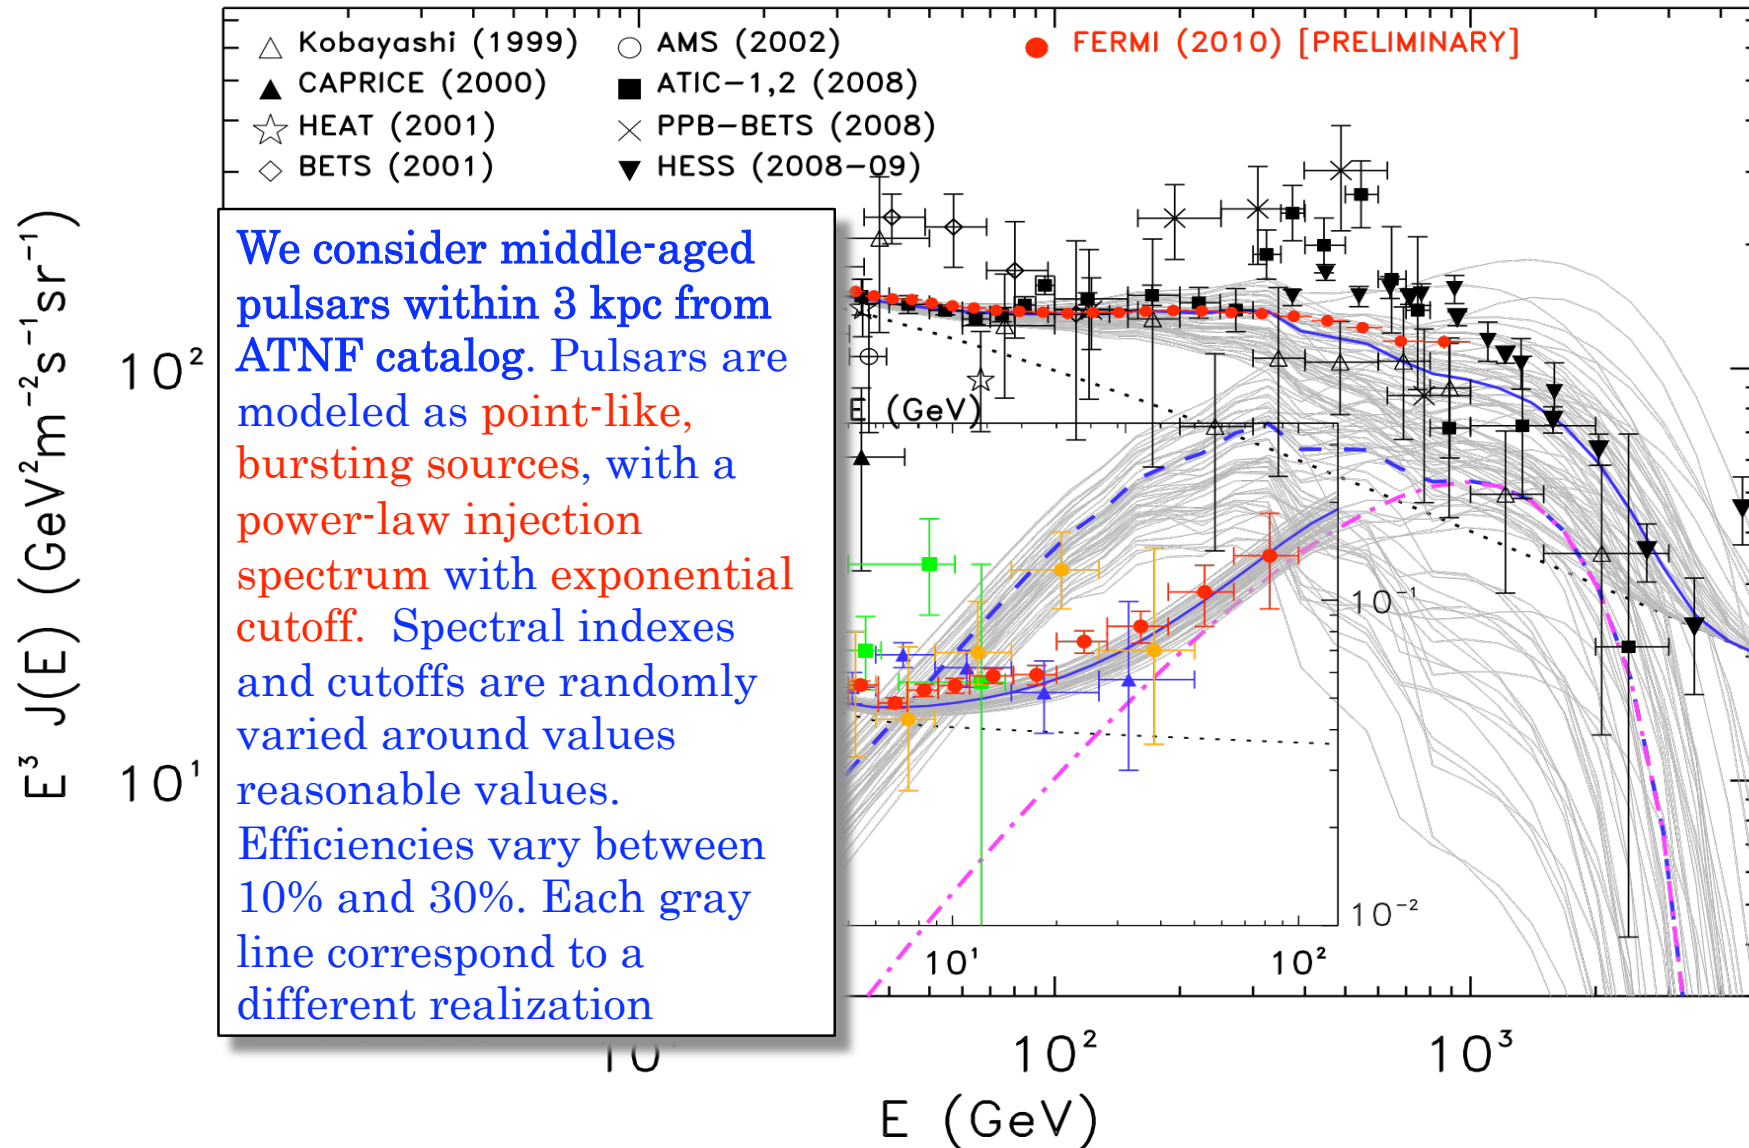 Kobayashi (1999)
CAPRICE (2000)
HEAT (2001)
BETS (2001)
AMS (2002)
ATIC-1,2 (2008)
PPB-BETS (2008)
HESS (2008-09)
FERMI (2010) [PRELIMINARY]
E³ J(E) (GeV²m⁻²s⁻¹sr⁻¹)
10²
10¹
We consider middle-aged
pulsars within 3 kpc from
ATNF catalog. Pulsars are
modeled as point-like,
bursting sources, with a
power-law injection
spectrum with exponential
cutoff. Spectral indexes
and cutoffs are randomly
varied around values
reasonable values.
Efficiencies vary between
10% and 30%. Each gray
line correspond to a
different realization
E (GeV)
10⁻¹
10⁻²
10¹ 10²
10² 10³
E (GeV)